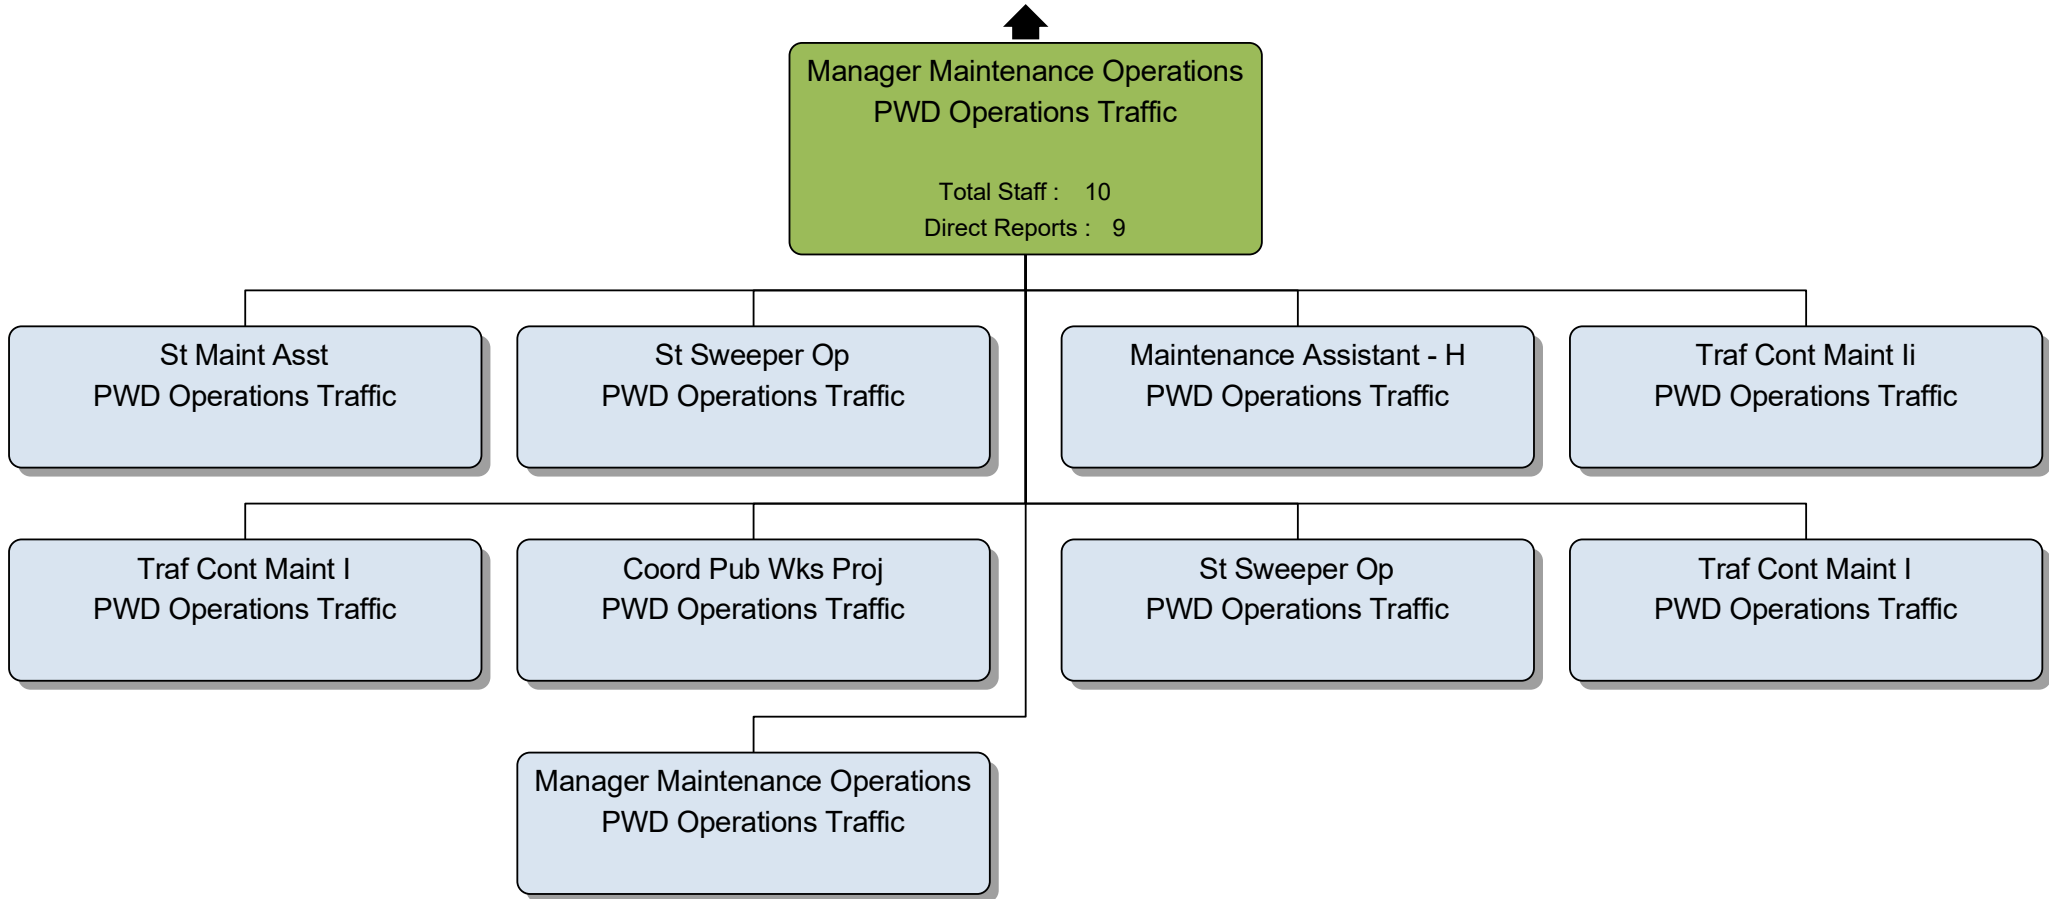 Manager Maintenance Operations
PWD Operations Traffic
Total Staff : 10
Direct Reports : 9
St Maint Asst
PWD Operations Traffic
St Sweeper Op
PWD Operations Traffic
Maintenance Assistant - H
PWD Operations Traffic
Traf Cont Maint Ii
PWD Operations Traffic
Traf Cont Maint I
PWD Operations Traffic
Coord Pub Wks Proj
PWD Operations Traffic
St Sweeper Op
PWD Operations Traffic
Traf Cont Maint I
PWD Operations Traffic
Manager Maintenance Operations
PWD Operations Traffic